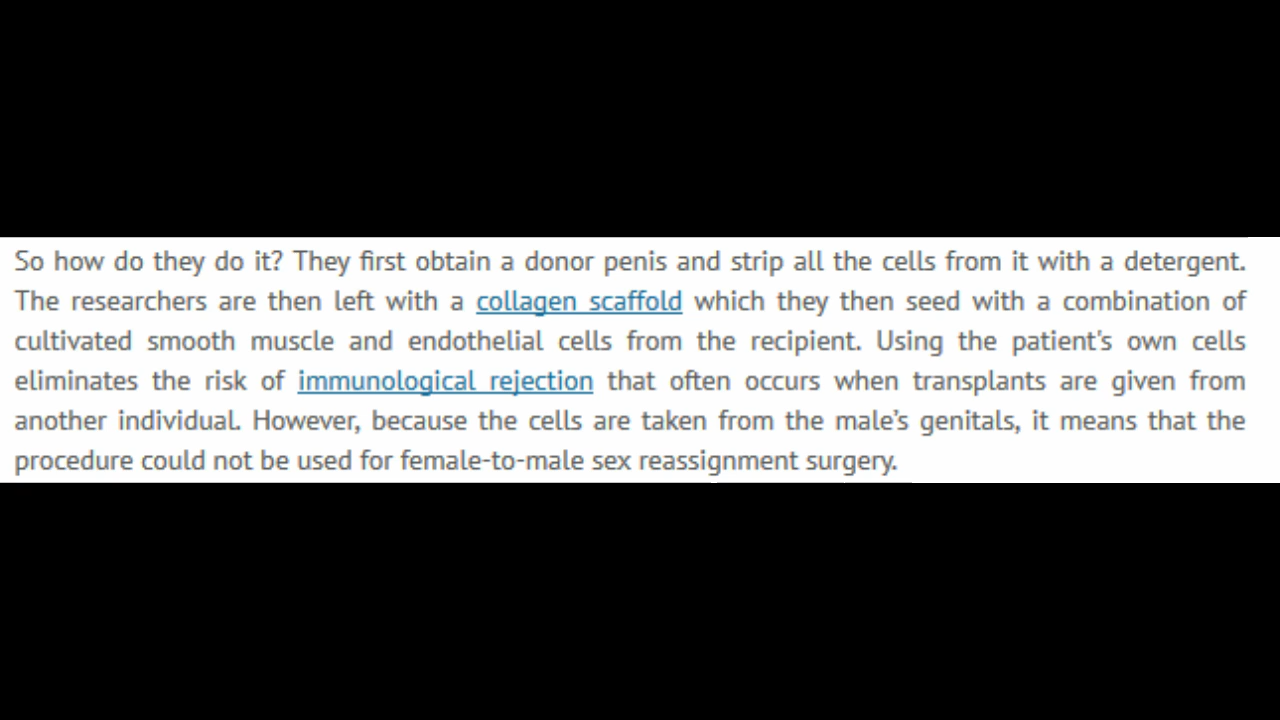 So how do they do it? They first obtain a donor penis and strip all the cells from it with a detergent.
The researchers are then left with a collagen scaffold which they then seed with a combination of
cultivated smooth muscle and endothelial cells from the recipient. Using the patient's own cells
eliminates the risk of immunological rejection that often occurs when transplants are given from
another individual. However, because the cells are taken from the male’s genitals, it means that the
procedure could not be used for female-to-male sex reassignment surgery.